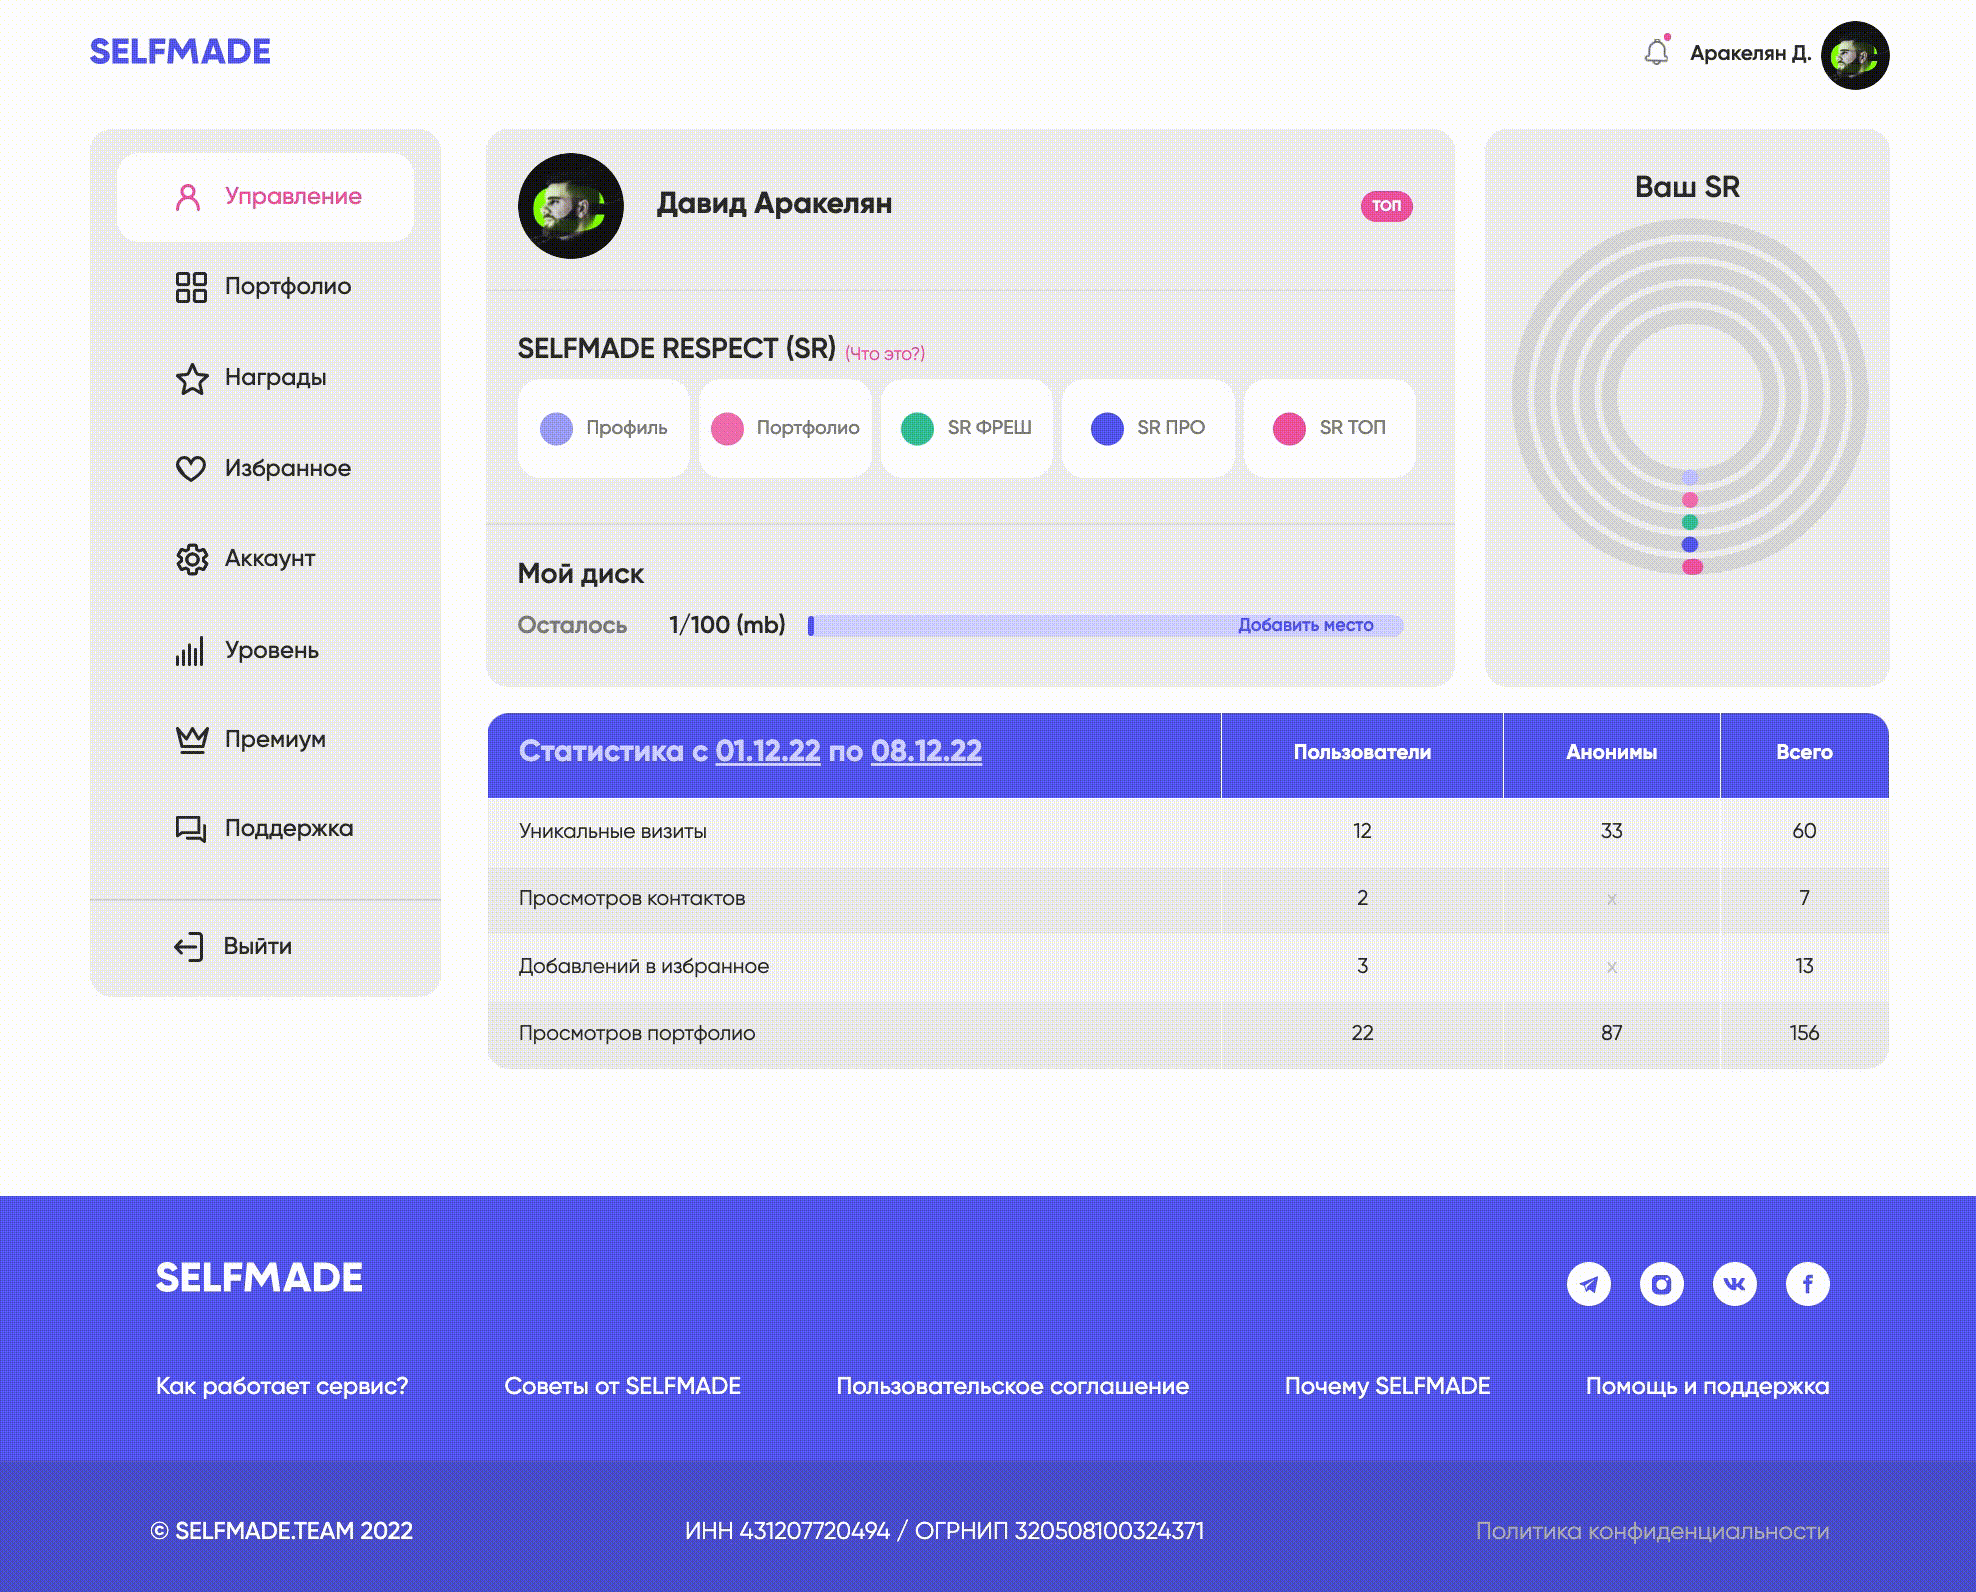 SELFMADE
Аракелян Д.
Управление
Портфолио
Награды
Избранное
Аккаунт
Уровень
Премиум
Поддержка
Выйти
Давид Аракелян
ТОП
SELFMADE RESPECT (SR) (Что это?)
Профиль
Портфолио
SR ФРЕШ
SR ПРО
SR ТОП
Мой диск
Осталось 1/100 (mb) Добавить место
Ваш SR
Статистика с 01.12.22 по 08.12.22 Пользователи Анонимы Всего
Уникальные визиты 12 33 60
Просмотров контактов 2 x 7
Добавлений в избранное 3 x 13
Просмотров портфолио 22 87 156
SELFMADE
Как работает сервис? Советы от SELFMADE Пользовательское соглашение Почему SELFMADE Помощь и поддержка
© SELFMADE.TEAM 2022 ИНН 431207720494 / ОГРНИП 320508100324371 Политика конфиденциальности